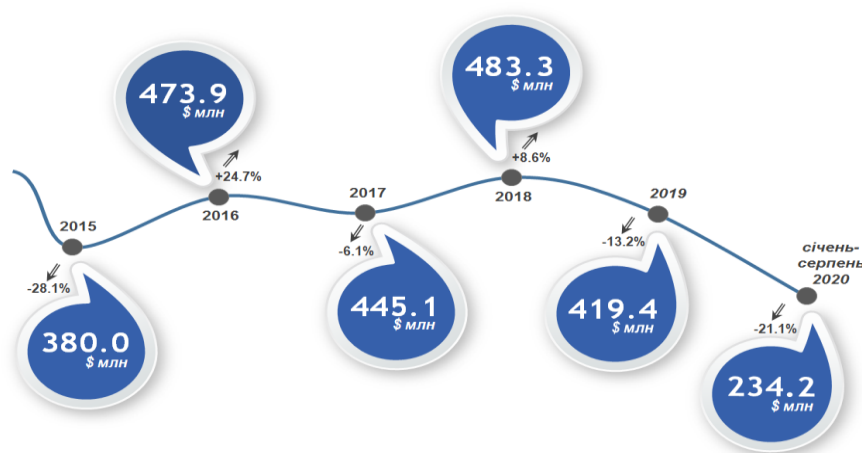 2015
-28.1%
380.0
$ млн
473.9
$ млн
+24.7%
2016
2017
-6.1%
445.1
$ млн
483.3
$ млн
+8.6%
2018
2019
-13.2%
419.4
$ млн
січень-
серпень
2020
-21.1%
234.2
$ млн